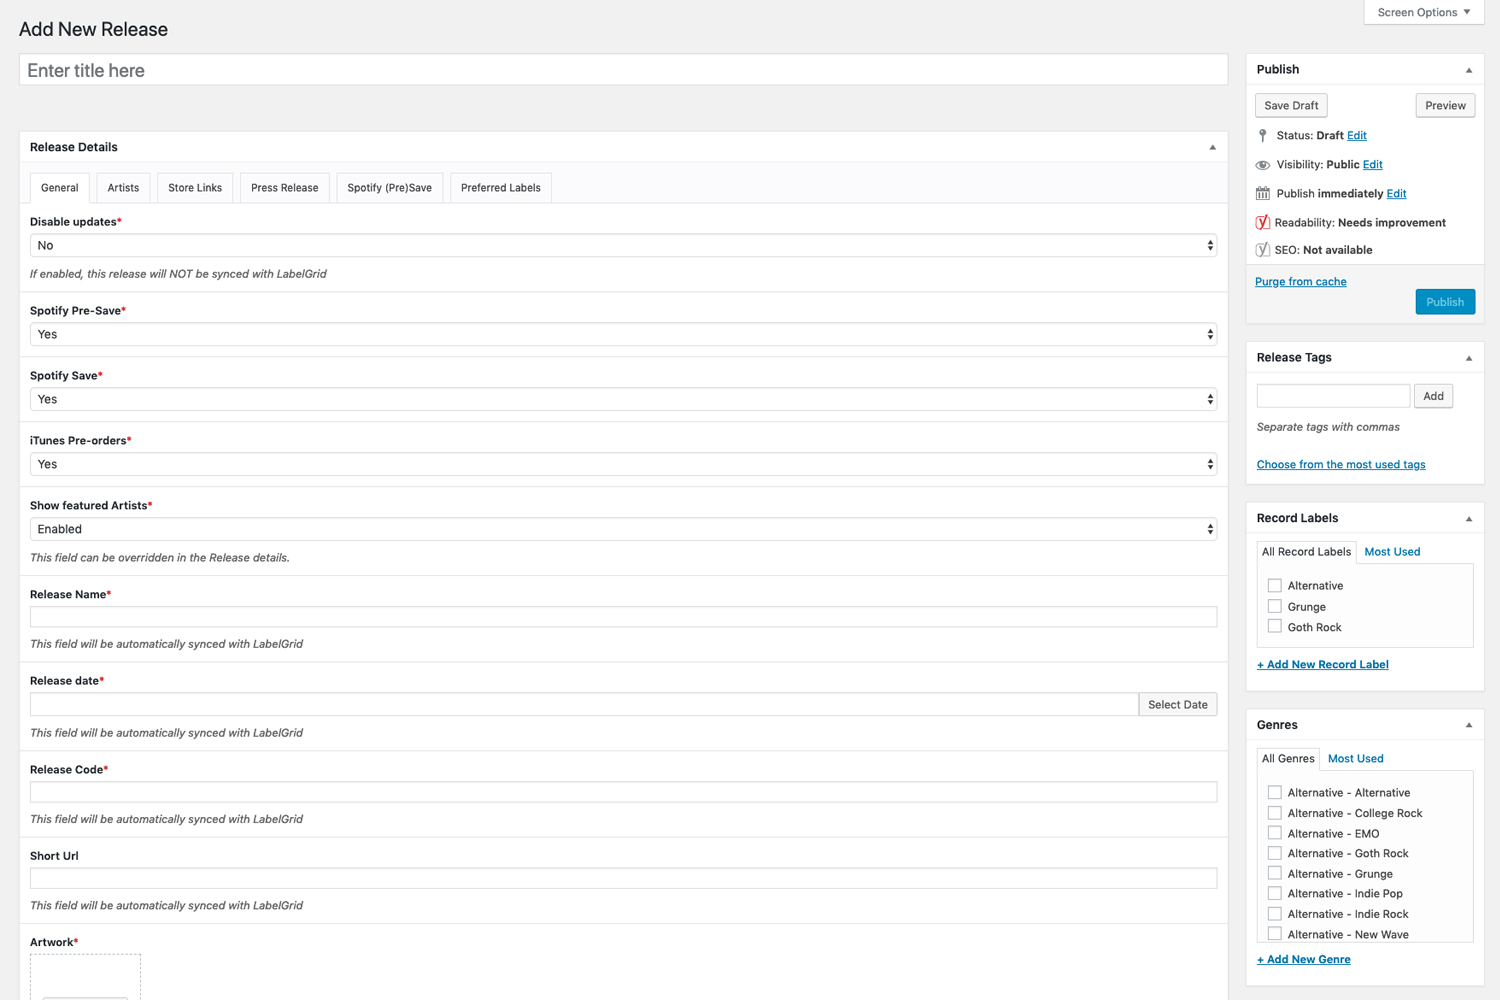 Screen Options
Add New Release
Enter title here
Release Details
General
Artists
Store Links
Press Release
Spotify (Pre)Save
Preferred Labels
Disable updates*
No
If enabled, this release will NOT be synced with LabelGrid
Spotify Pre-Save*
Yes
Spotify Save*
Yes
iTunes Pre-orders*
Yes
Show featured Artists*
Enabled
This field can be overridden in the Release details.
Release Name*
This field will be automatically synced with LabelGrid
Release date*
Select Date
This field will be automatically synced with LabelGrid
Release Code*
This field will be automatically synced with LabelGrid
Short Url
This field will be automatically synced with LabelGrid
Artwork*
Publish
Save Draft
Preview
Status: Draft Edit
Visibility: Public Edit
Publish immediately Edit
Readability: Needs improvement
SEO: Not available
Purge from cache
Publish
Release Tags
Add
Separate tags with commas
Choose from the most used tags
Record Labels
All Record Labels
Most Used
Alternative
Grunge
Goth Rock
+ Add New Record Label
Genres
All Genres
Most Used
Alternative - Alternative
Alternative - College Rock
Alternative - EMO
Alternative - Goth Rock
Alternative - Grunge
Alternative - Indie Pop
Alternative - Indie Rock
Alternative - New Wave
+ Add New Genre